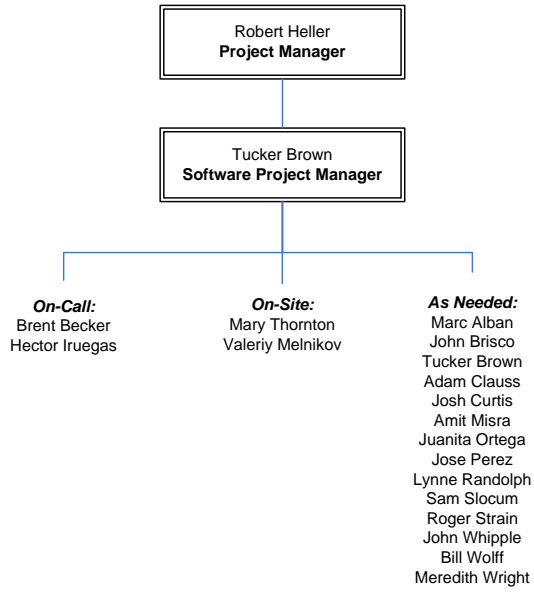 Robert Heller
Project Manager
Tucker Brown
Software Project Manager
On-Call:
Brent Becker
Hector Iruegas
On-Site:
Mary Thornton
Valeriy Melnikov
As Needed:
Marc Alban
John Brisco
Tucker Brown
Adam Clauss
Josh Curtis
Amit Misra
Juanita Ortega
Jose Perez
Lynne Randolph
Sam Slocum
Roger Strain
John Whipple
Bill Wolff
Meredith Wright